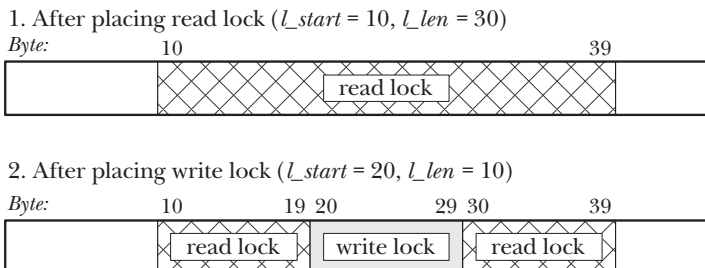 1. After placing read lock (l_start = 10, l_len = 30)
Byte: 10 39
read lock
2. After placing write lock (l_start = 20, l_len = 10)
Byte: 10 19 20 29 30 39
read lock write lock read lock